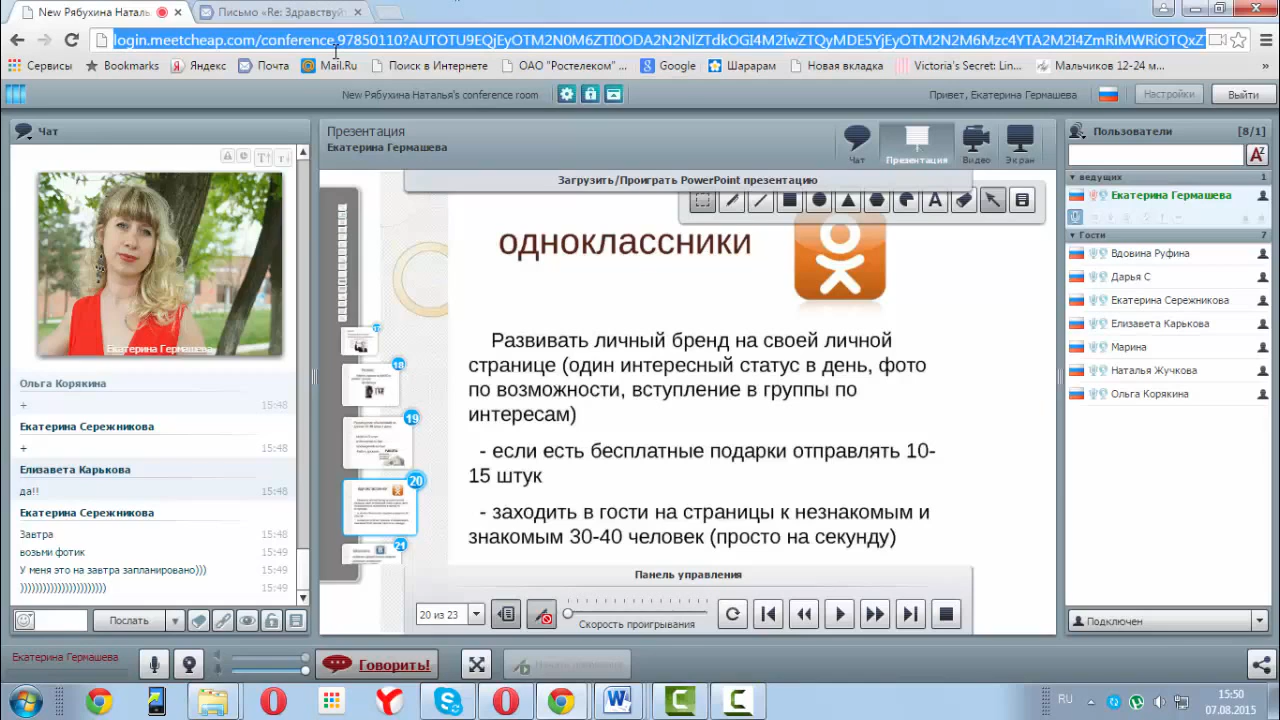 New Рябухина Наталь
Письмо «Re: Здравствуй
login.meetcheap.com/conference,97850110?AUTOTU9EQjEyOTM2N0M6ZTI0ODA2N2NlZTdkOGI4M2IwZTQyMDE5YjEyOTM2N2M6Mzc4YTA2M2I4ZmRiMWRiOTQxZ
Сервисы
Bookmarks
Яндекс
Почта
Mail.Ru
Поиск в Интернете
ОАО "Ростелеком" ...
Google
Шарарам
Новая вкладка
Victoria's Secret: Lin...
Мальчиков 12-24 м...
New Рябухина Наталья's conference room
Привет, Екатерина Гермашева
Настройки
Выйти
Чат
Екатерина Гермашева
Ольга Корякина
+ 15:48
Екатерина Сережникова
+ 15:48
Елизавета Карькова
да!! 15:48
Екатерина Сережникова
Завтра 15:48
возьми фотик 15:49
У меня это на завтра запланировано))) 15:49
)))))))))))))))))))))))) 15:49
Послать
Презентация
Екатерина Гермашева
Чат
Презентация
Видео
Экран
Загрузить/Проиграть PowerPoint презентацию
18
19
20
21
одноклассники
Развивать личный бренд на своей личной
странице (один интересный статус в день, фото
по возможности, вступление в группы по
интересам)
- если есть бесплатные подарки отправлять 10-
15 штук
- заходить в гости на страницы к незнакомым и
знакомым 30-40 человек (просто на секунду)
Панель управления
20 из 23
Скорость проигрывания
Пользователи [8/1]
ведущих 1
Екатерина Гермашева
Гости 7
Вдовина Руфина
Дарья С
Екатерина Сережникова
Елизавета Карькова
Марина
Наталья Жучкова
Ольга Корякина
Подключен
Екатерина Гермашева
Говорить!
RU
15:50
07.08.2015